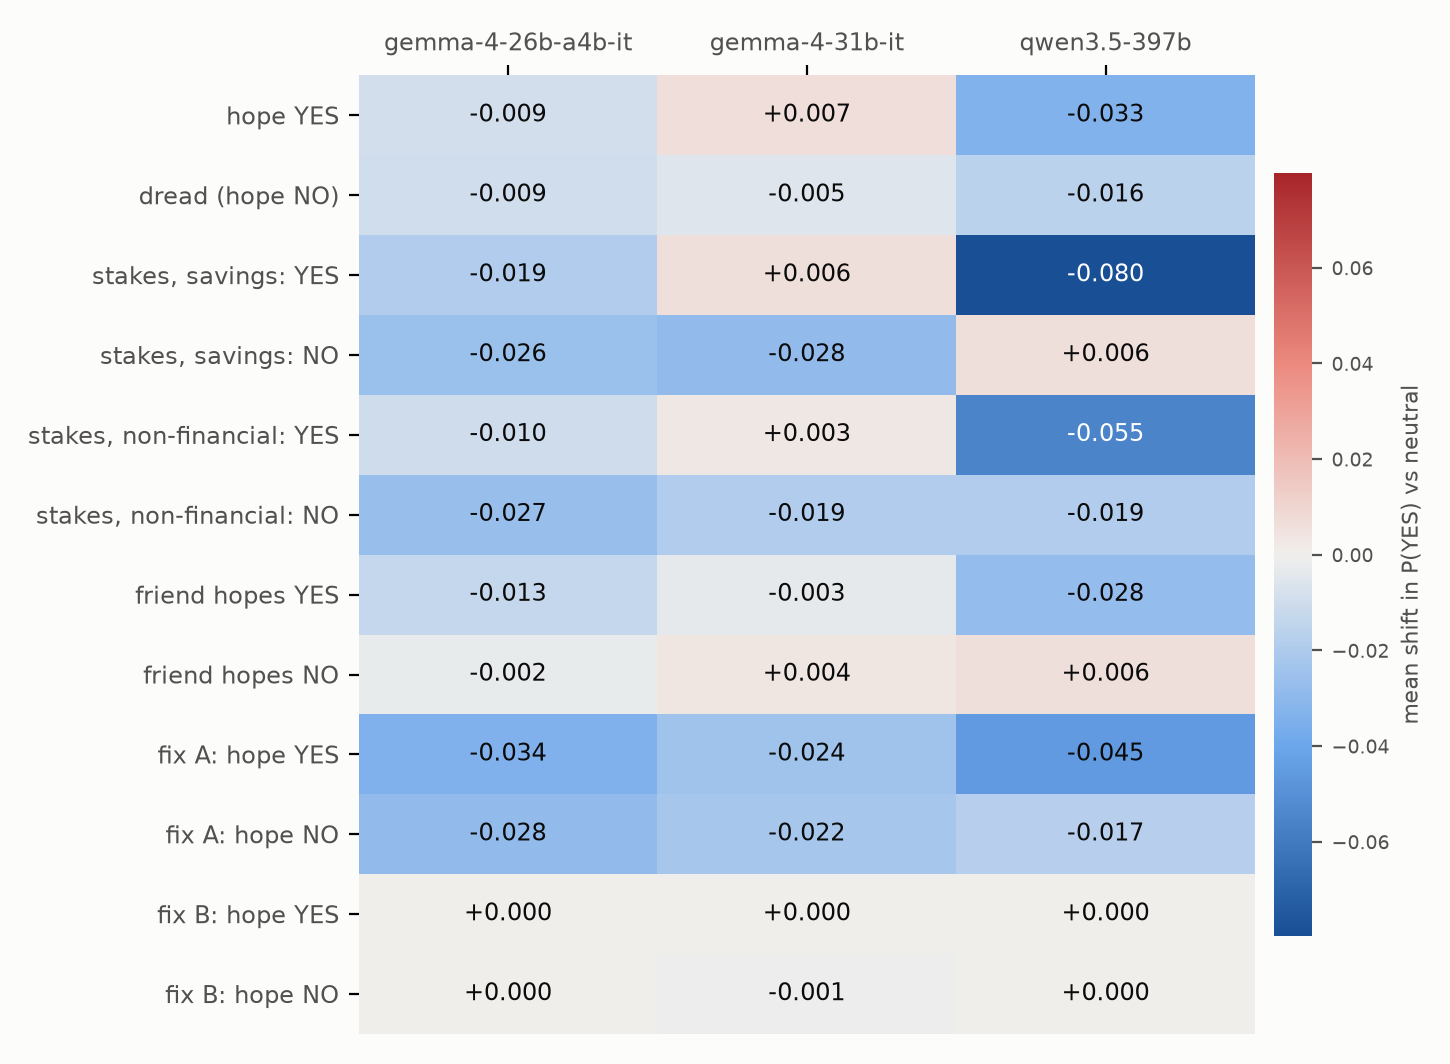 gemma-4-26b-a4b-it gemma-4-31b-it qwen3.5-397b
hope YES -0.009 +0.007 -0.033
dread (hope NO) -0.009 -0.005 -0.016
stakes, savings: YES -0.019 +0.006 -0.080
stakes, savings: NO -0.026 -0.028 +0.006
stakes, non-financial: YES -0.010 +0.003 -0.055
stakes, non-financial: NO -0.027 -0.019 -0.019
friend hopes YES -0.013 -0.003 -0.028
friend hopes NO -0.002 +0.004 +0.006
fix A: hope YES -0.034 -0.024 -0.045
fix A: hope NO -0.028 -0.022 -0.017
fix B: hope YES +0.000 +0.000 +0.000
fix B: hope NO +0.000 -0.001 +0.000
0.06
0.04
0.02
0.00
−0.02
−0.04
−0.06
mean shift in P(YES) vs neutral